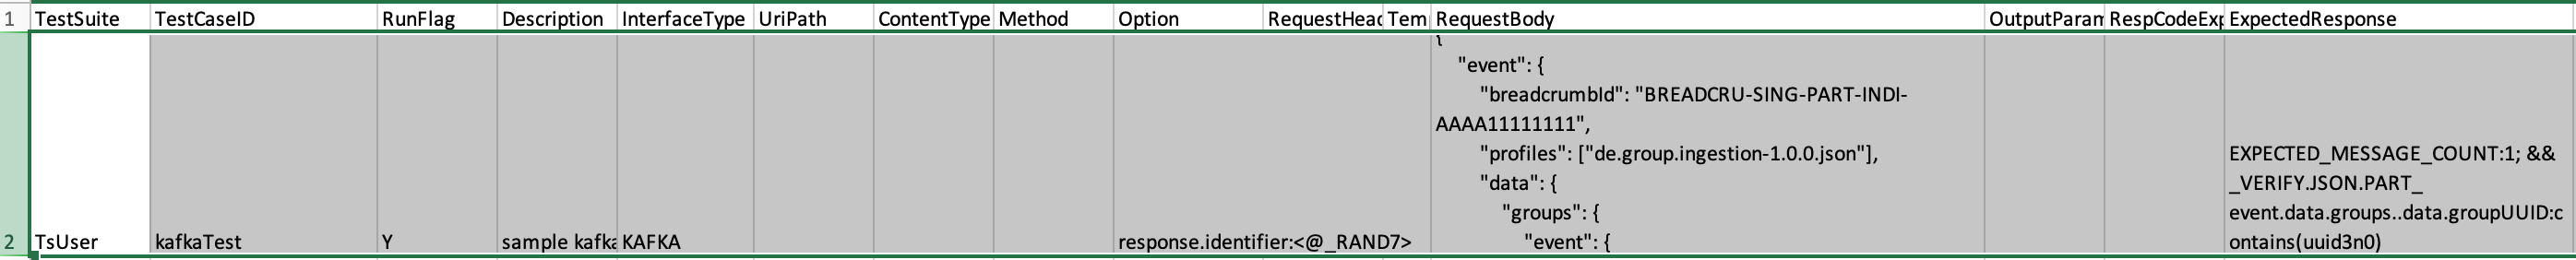 1 TestSuite TestCaseID RunFlag Description InterfaceType UriPath ContentType Method Option RequestHead Tem RequestBody OutputParam RespCodeExp ExpectedResponse
{
"event": {
"breadcrumbId": "BREADCRU-SING-PART-INDI-
AAAA11111111",
"profiles": ["de.group.ingestion-1.0.0.json"],
"data": {
"groups": {
"event": {
EXPECTED_MESSAGE_COUNT:1; &&
_VERIFY.JSON.PART_
event.data.groups..data.groupUUID:c
ontains(uuid3n0)
2 TsUser kafkaTest Y sample kafka KAFKA response.identifier:<@_RAND7>